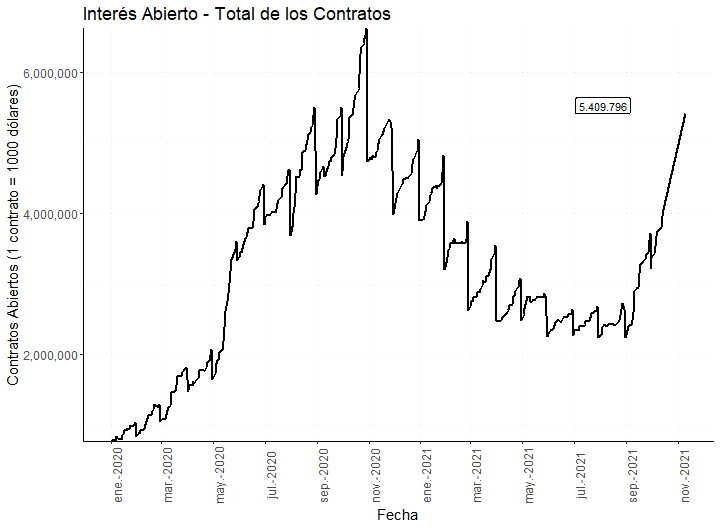 Interés Abierto - Total de los Contratos
Contratos Abiertos (1 contrato = 1000 dólares)
6,000,000
4,000,000
2,000,000
5.409.796
ene.-2020
mar.-2020
may.-2020
jul.-2020
sep.-2020
nov.-2020
ene.-2021
mar.-2021
may.-2021
jul.-2021
sep.-2021
nov.-2021
Fecha